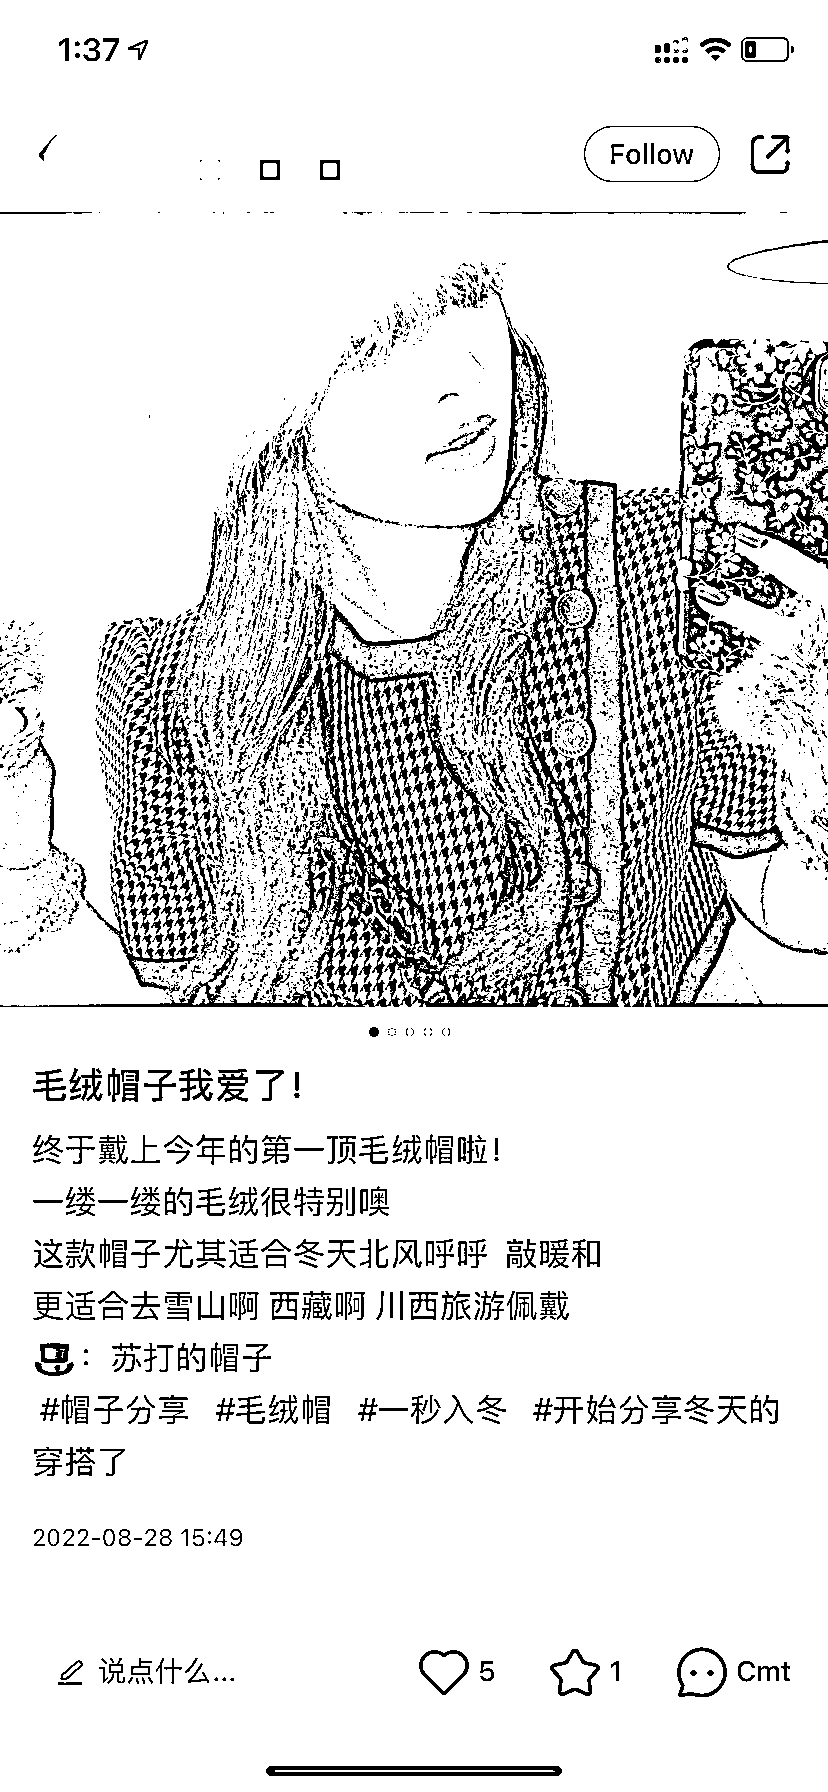 1:37
Follow
毛绒帽子我爱了!
终于戴上今年的第一顶毛绒帽啦!
一缕一缕的毛绒很特别噢
这款帽子尤其适合冬天北风呼呼 敲暖和
更适合去雪山啊 西藏啊 川西旅游佩戴
: 苏打的帽子
#帽子分享 #毛绒帽 #一秒入冬 #开始分享冬天的
穿搭了
2022-08-28 15:49
说点什么... 5 1 Cmt